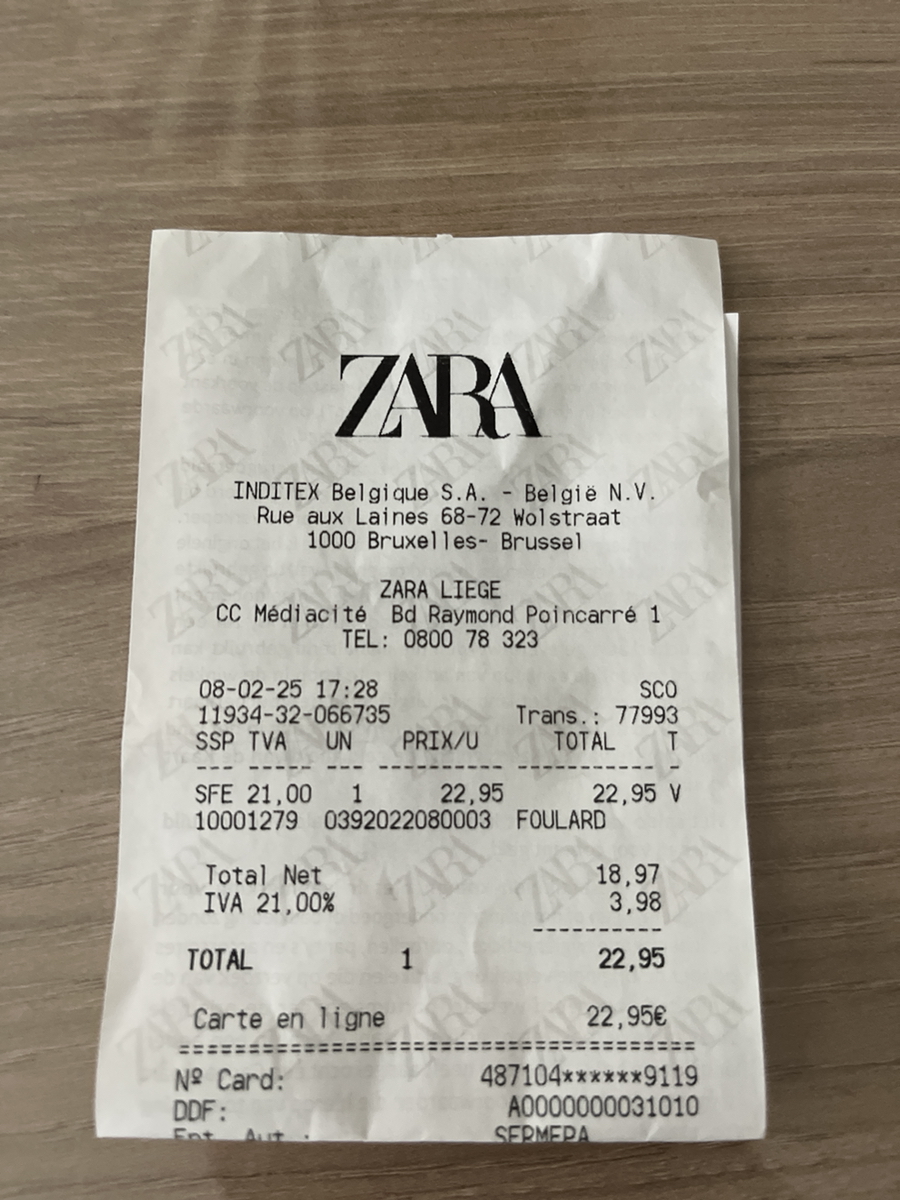 ZARA
INDITEX Belgique S.A. - België N.V.
Rue aux Laines 68-72 Wolstraat
1000 Bruxelles- Brussel
ZARA LIEGE
CC Médiacité Bd Raymond Poincarré 1
TEL: 0800 78 323
08-02-25 17:28 SCO
11934-32-066735 Trans.: 77993
SSP TVA UN PRIX/U TOTAL T
--- ----- --- ---------- ----------- -
SFE 21,00 1 22,95 22,95 V
10001279 0392022080003 FOULARD
Total Net 18,97
IVA 21,00% 3,98
----------
TOTAL 1 22,95
Carte en ligne 22,95€
======================================
Nº Card: 487104******9119
DDF: A0000000031010
Ent. Aut.: SERMEPA